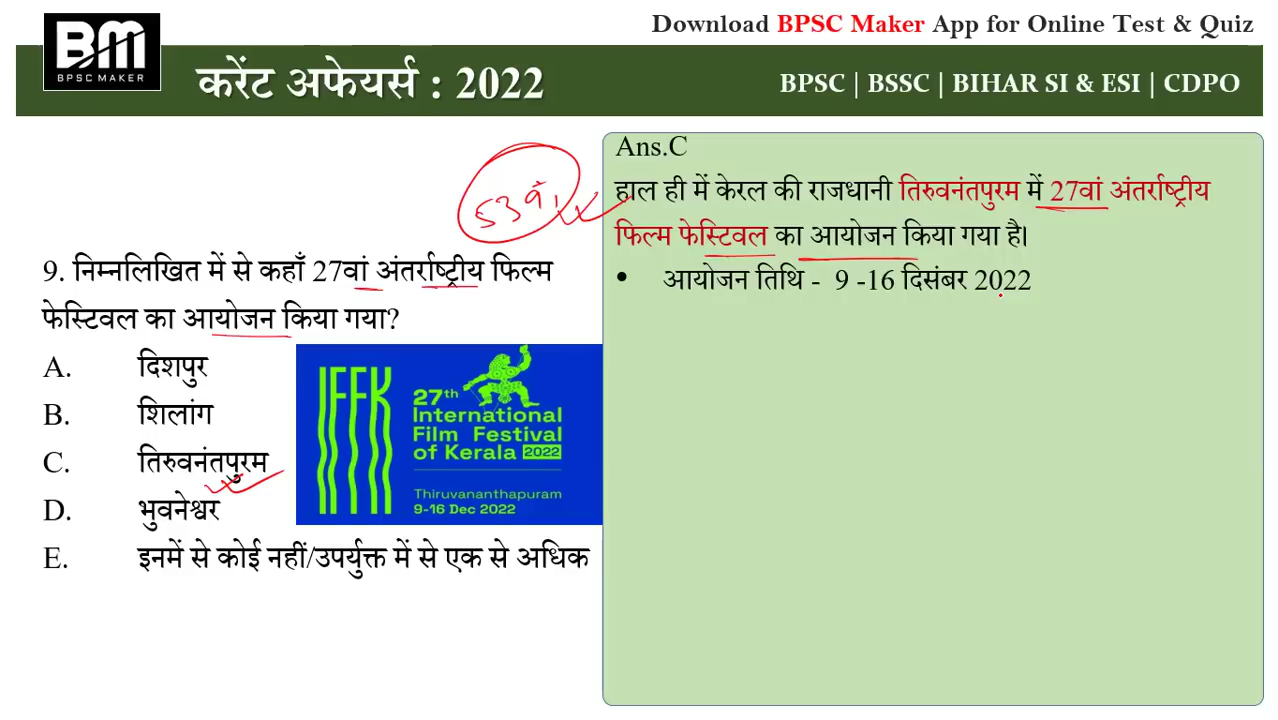 Download BPSC Maker App for Online Test & Quiz
BM
BPSC MAKER
करेंट अफेयर्स : 2022
BPSC | BSSC | BIHAR SI & ESI | CDPO
53वां
9. निम्नलिखित में से कहाँ 27वां अंतर्राष्ट्रीय फिल्म
फेस्टिवल का आयोजन किया गया?
A. दिशपुर
B. शिलांग
C. तिरुवनंतपुरम
D. भुवनेश्वर
E. इनमें से कोई नहीं/उपर्युक्त में से एक से अधिक
IFFK
27th
International
Film Festival
of Kerala 2022
Thiruvananthapuram
9-16 Dec 2022
Ans.C
हाल ही में केरल की राजधानी तिरुवनंतपुरम में 27वां अंतर्राष्ट्रीय
फिल्म फेस्टिवल का आयोजन किया गया है।
• आयोजन तिथि - 9 -16 दिसंबर 2022